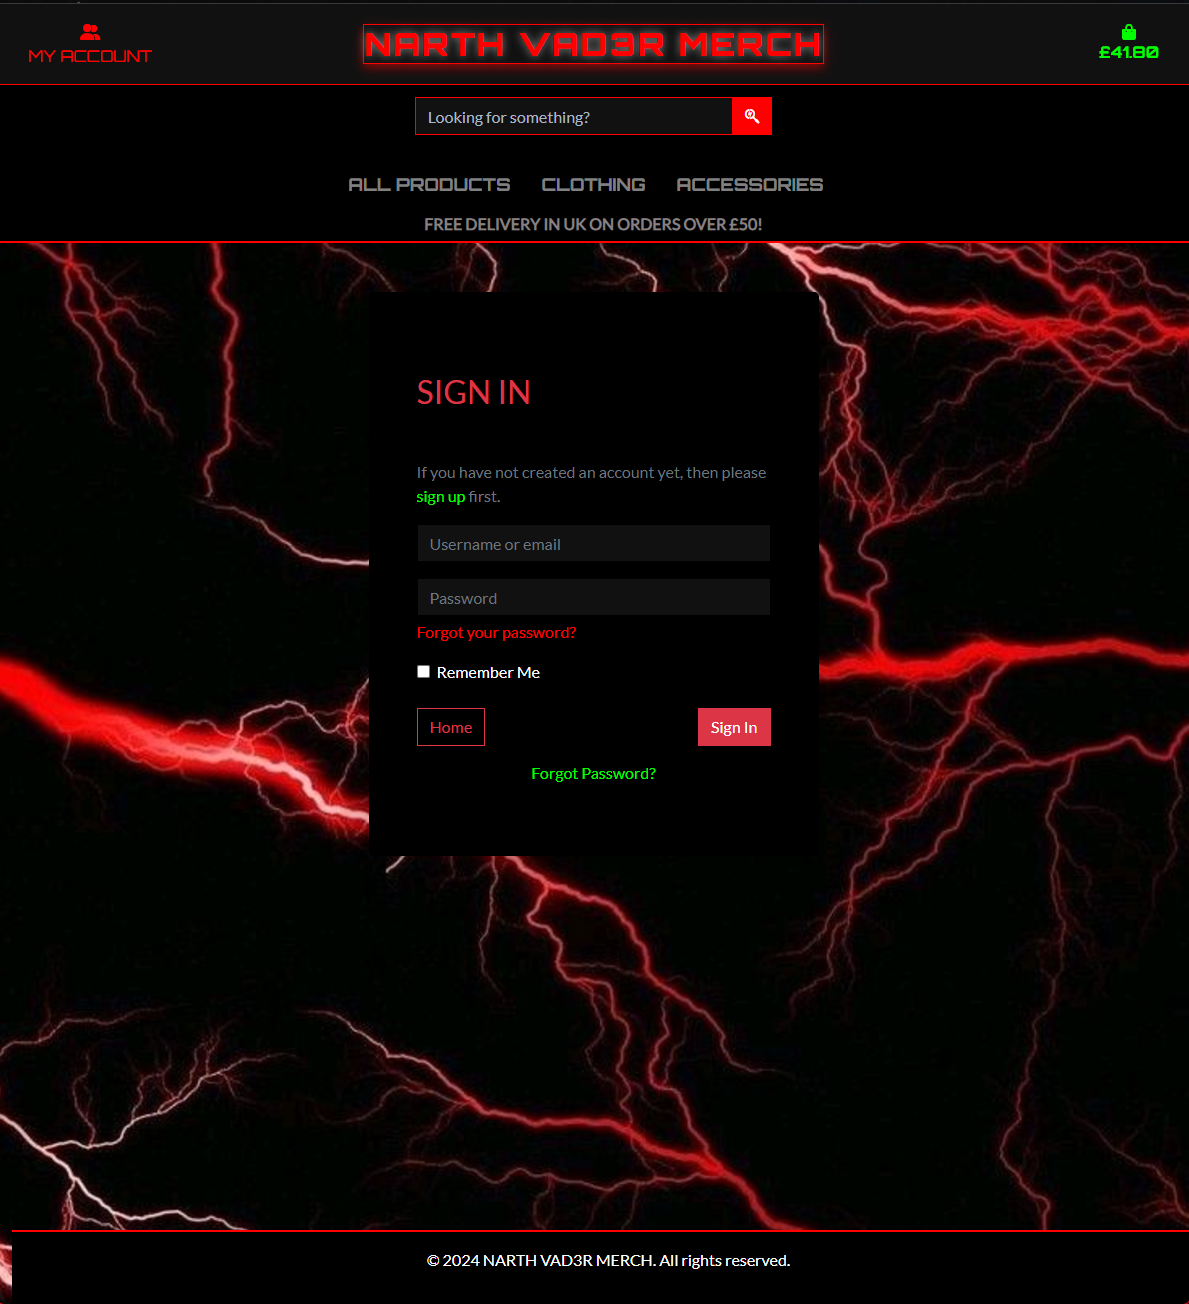 MY ACCOUNT
NARTH VAD3R MERCH
£41.80
Looking for something?
ALL PRODUCTS CLOTHING ACCESSORIES
FREE DELIVERY IN UK ON ORDERS OVER £50!
SIGN IN
If you have not created an account yet, then please
sign up first.
Username or email
Password
Forgot your password?
Remember Me
Home Sign In
Forgot Password?
© 2024 NARTH VAD3R MERCH. All rights reserved.